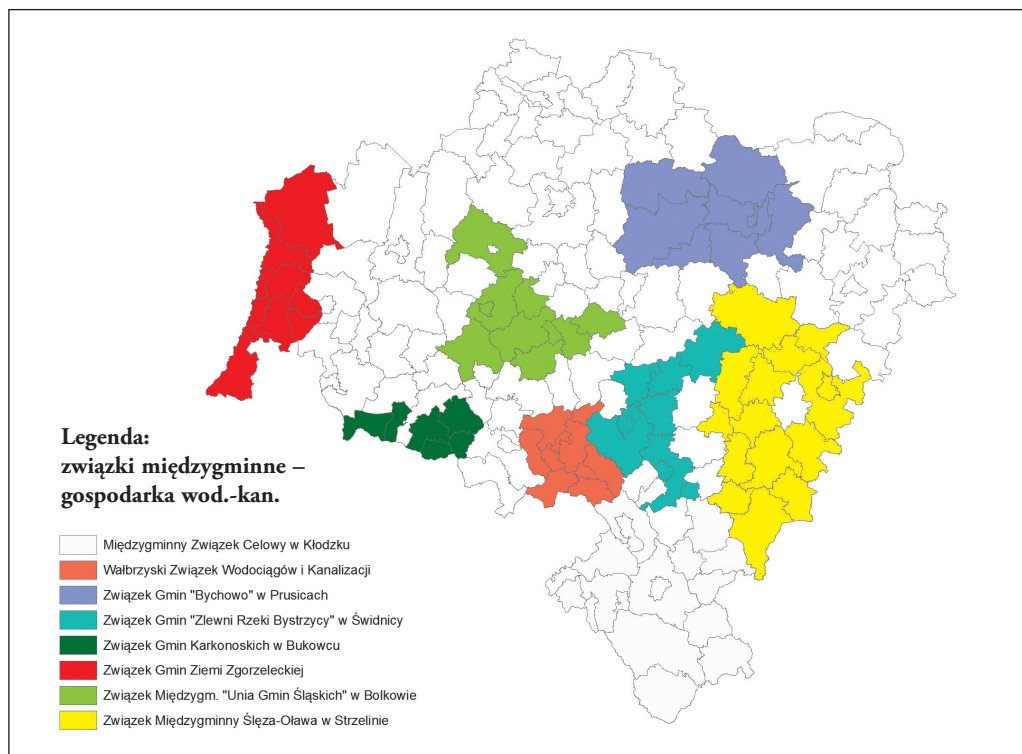 Legenda:
związki międzygminne –
gospodarka wod.-kan.
Międzygminny Związek Celowy w Kłodzku
Wałbrzyski Związek Wodociągów i Kanalizacji
Związek Gmin "Bychowo" w Prusicach
Związek Gmin "Zlewni Rzeki Bystrzycy" w Świdnicy
Związek Gmin Karkonoskich w Bukowcu
Związek Gmin Ziemi Zgorzeleckiej
Związek Międzygm. "Unia Gmin Śląskich" w Bolkowie
Związek Międzygminny Ślęza-Oława w Strzelinie